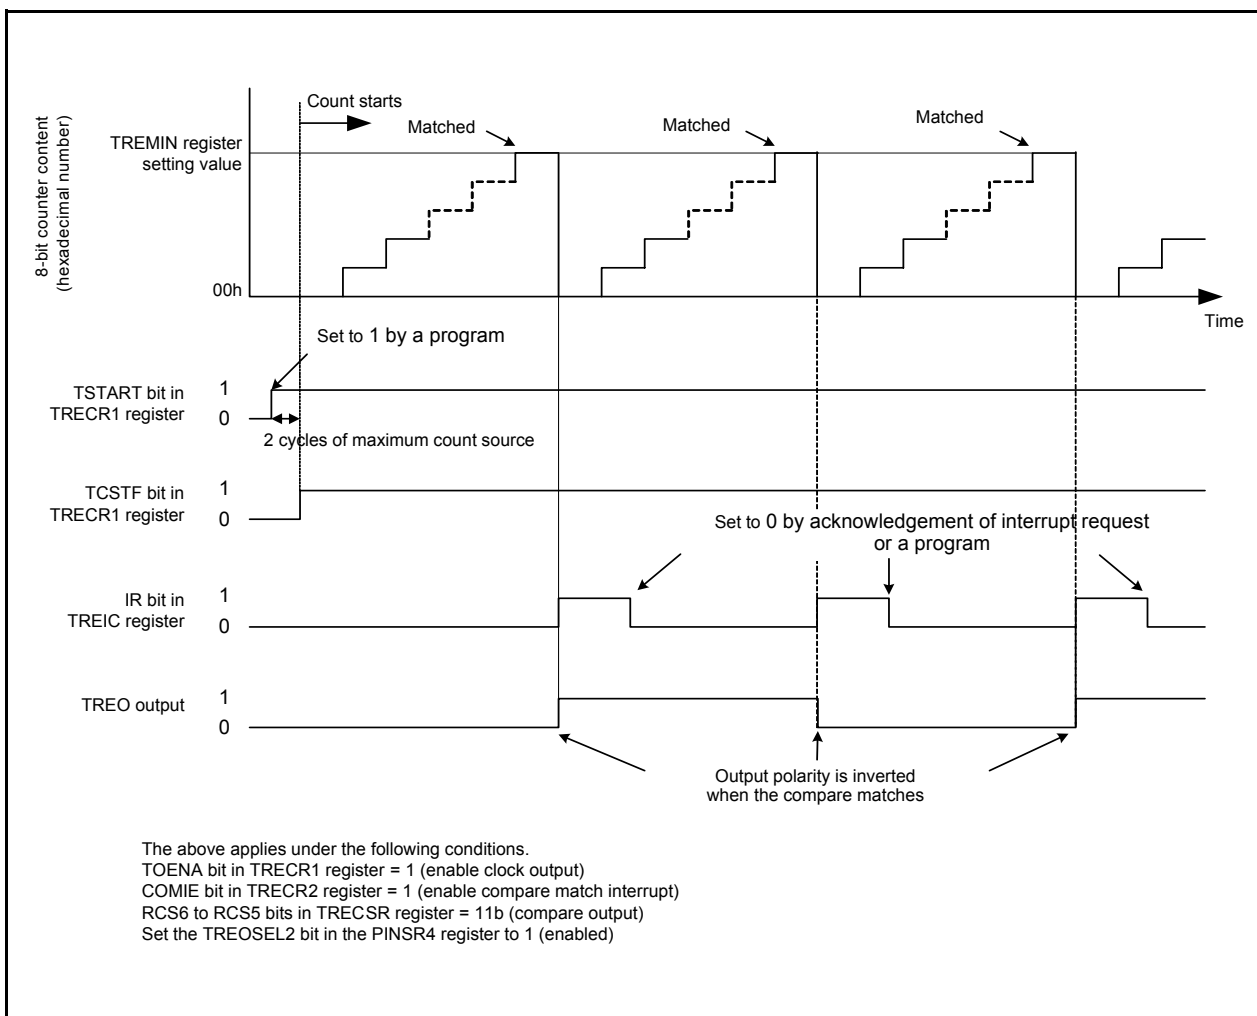 8-bit counter content
(hexadecimal number)
Count starts
Matched
Matched
Matched
TREMIN register
setting value
00h
Time
Set to 1 by a program
TSTART bit in
TRECR1 register
1
0
2 cycles of maximum count source
TCSTF bit in
TRECR1 register
1
0
Set to 0 by acknowledgement of interrupt request
or a program
IR bit in
TREIC register
1
0
TREO output
1
0
Output polarity is inverted
when the compare matches
The above applies under the following conditions.
TOENA bit in TRECR1 register = 1 (enable clock output)
COMIE bit in TRECR2 register = 1 (enable compare match interrupt)
RCS6 to RCS5 bits in TRECSR register = 11b (compare output)
Set the TREOSEL2 bit in the PINSR4 register to 1 (enabled)